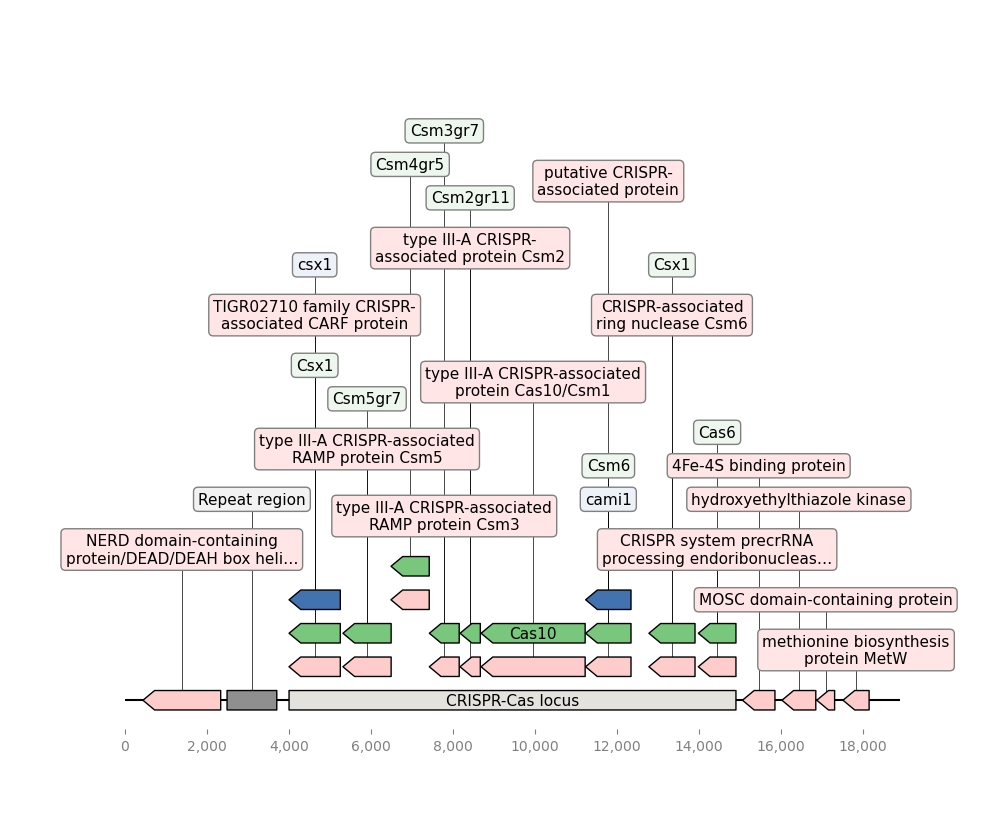 Csm3gr7
Csm4gr5
putative CRISPR-
associated protein
Csm2gr11
type III-A CRISPR-
associated protein Csm2
csx1
Csx1
TIGR02710 family CRISPR-
associated CARF protein
CRISPR-associated
ring nuclease Csm6
Csx1
type III-A CRISPR-associated
protein Cas10/Csm1
Csm5gr7
Cas6
type III-A CRISPR-associated
RAMP protein Csm5
Csm6
4Fe-4S binding protein
Repeat region
cami1
hydroxyethylthiazole kinase
type III-A CRISPR-associated
RAMP protein Csm3
NERD domain-containing
protein/DEAD/DEAH box heli...
CRISPR system precrRNA
processing endoribonucleas...
MOSC domain-containing protein
Cas10
methionine biosynthesis
protein MetW
CRISPR-Cas locus
0
2,000
4,000
6,000
8,000
10,000
12,000
14,000
16,000
18,000